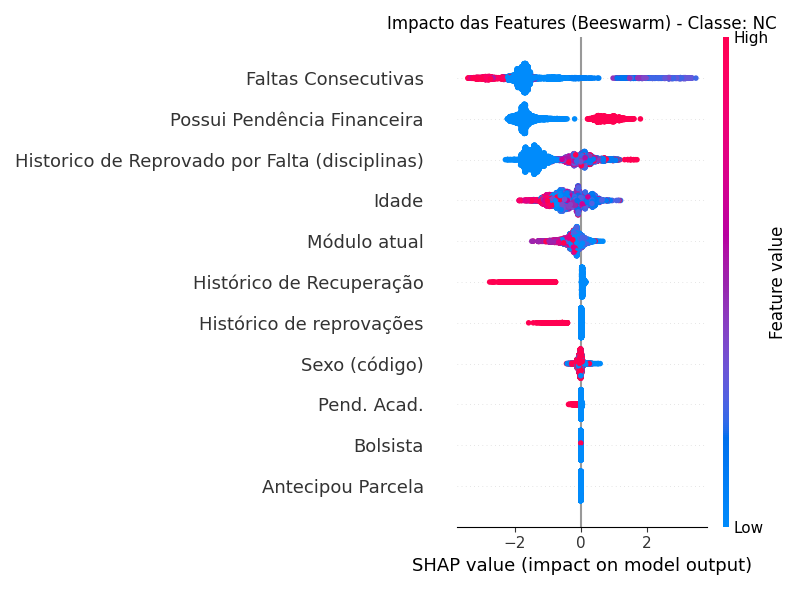 Impacto das Features (Beeswarm) - Classe: NC
High
Faltas Consecutivas
Possui Pendência Financeira
Historico de Reprovado por Falta (disciplinas)
Idade
Módulo atual
Histórico de Recuperação
Histórico de reprovações
Sexo (código)
Pend. Acad.
Bolsista
Antecipou Parcela
Feature value
Low
−2 0 2
SHAP value (impact on model output)